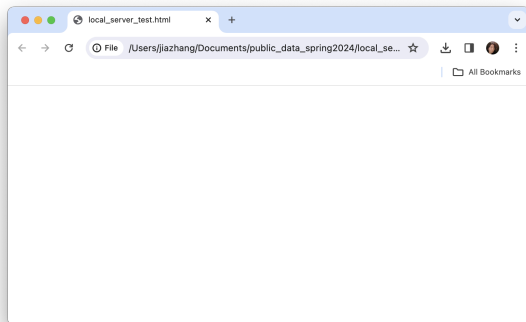 local_server_test.html
File /Users/jiazhang/Documents/public_data_spring2024/local_se...
All Bookmarks